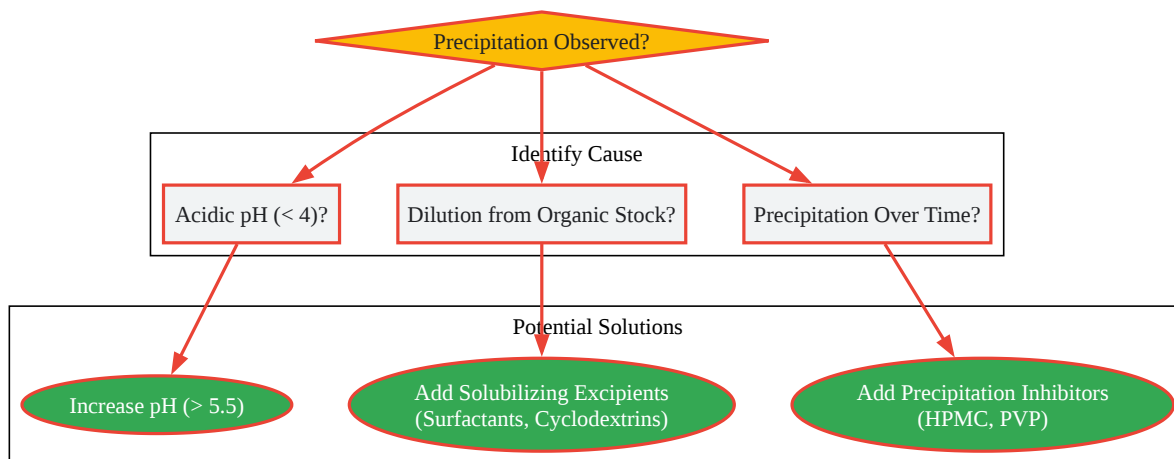 Precipitation Observed?
Identify Cause
Acidic pH (< 4)?
Dilution from Organic Stock?
Precipitation Over Time?
Potential Solutions
Increase pH (> 5.5)
Add Solubilizing Excipients
(Surfactants, Cyclodextrins)
Add Precipitation Inhibitors
(HPMC, PVP)